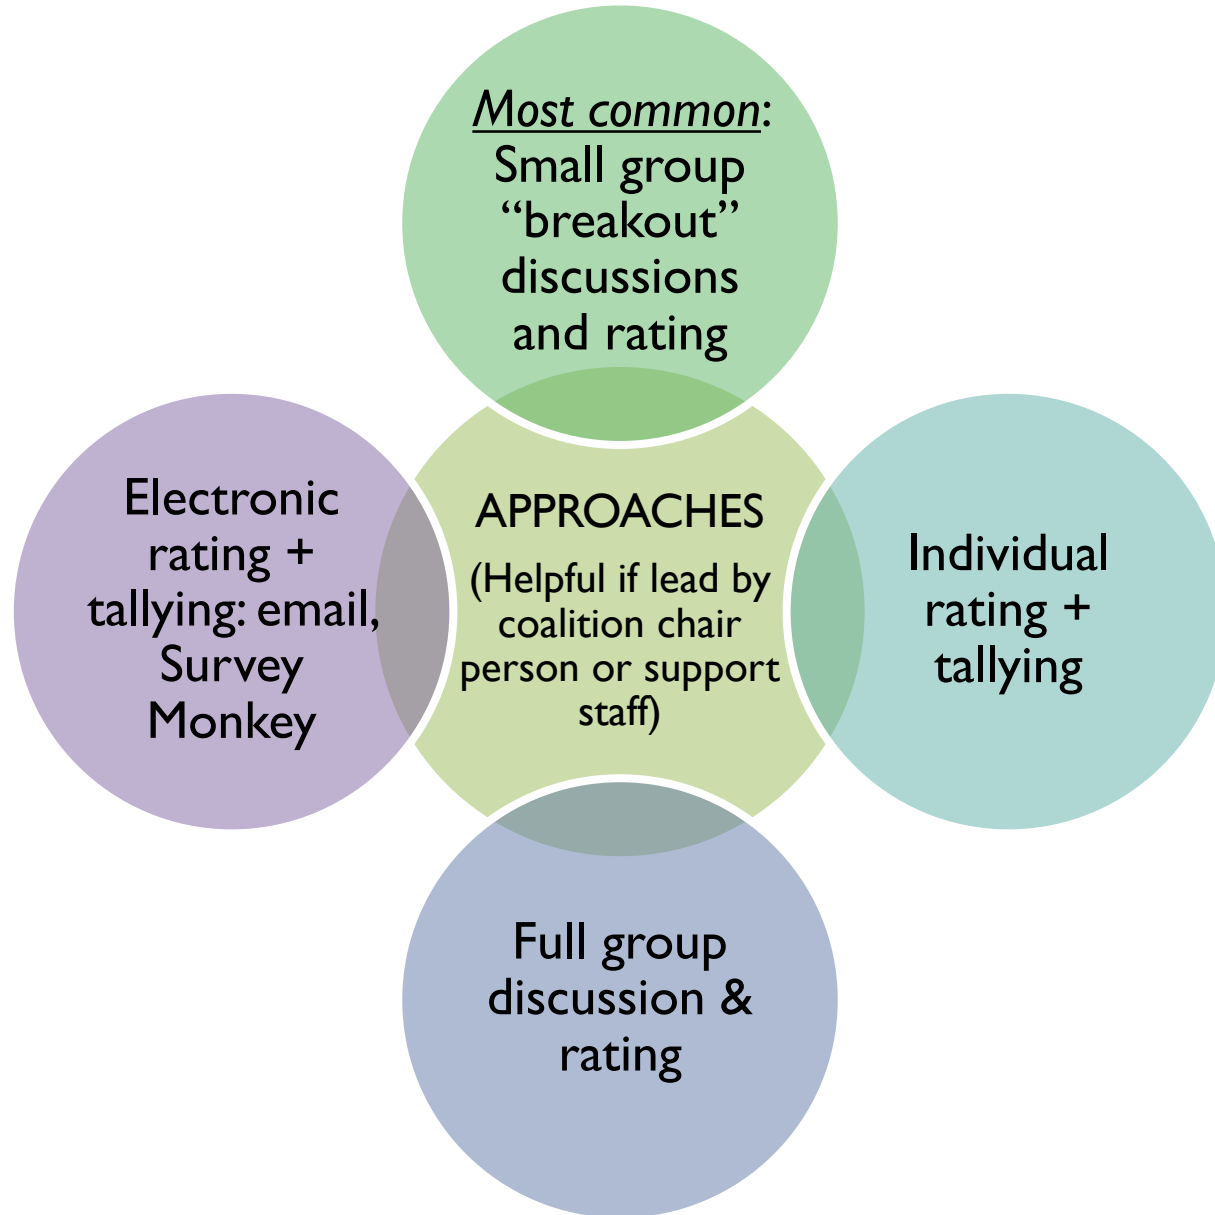 Most common:
Small group
“breakout”
discussions
and rating
Electronic
rating +
tallying: email,
Survey
Monkey
APPROACHES
(Helpful if lead by
coalition chair
person or support
staff)
Individual
rating +
tallying
Full group
discussion &
rating